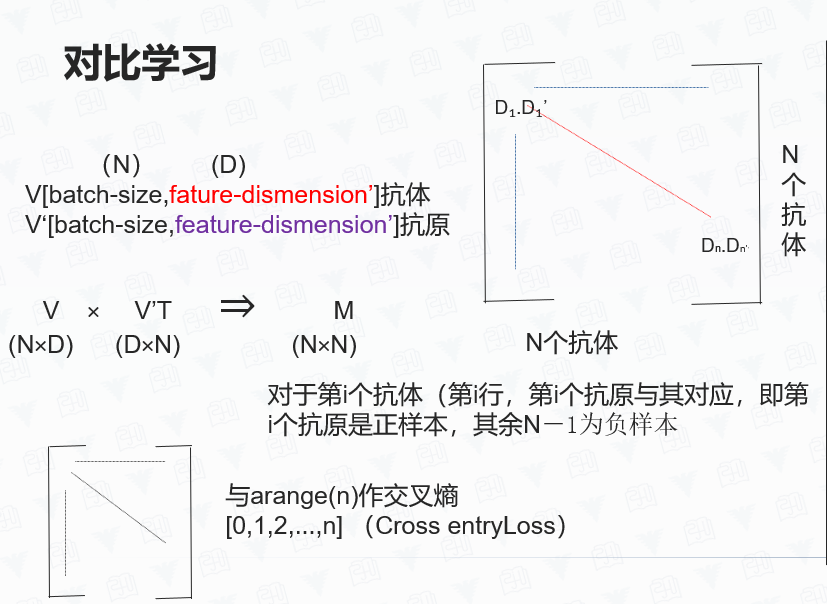 对比学习
（N） (D）
V[batch-size,fature-dismension’]抗体
V‘[batch-size,feature-dismension’]抗原
V × V’T ⇒ M
(N×D) (D×N) (N×N)
D₁.D₁’
Dₙ.Dₙ’
N个抗体
N个抗体
对于第i个抗体（第i行，第i个抗原与其对应，即第
i个抗原是正样本，其余N－1为负样本
与arange(n)作交叉熵
[0,1,2,...,n] （Cross entryLoss）